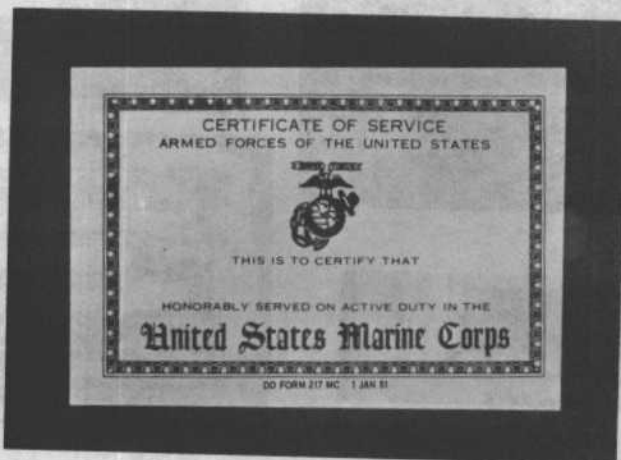 CERTIFICATE OF SERVICE
ARMED FORCES OF THE UNITED STATES
THIS IS TO CERTIFY THAT
HONORABLY SERVED ON ACTIVE DUTY IN THE
United States Marine Corps
DD FORM 217 MC 1 JAN 51